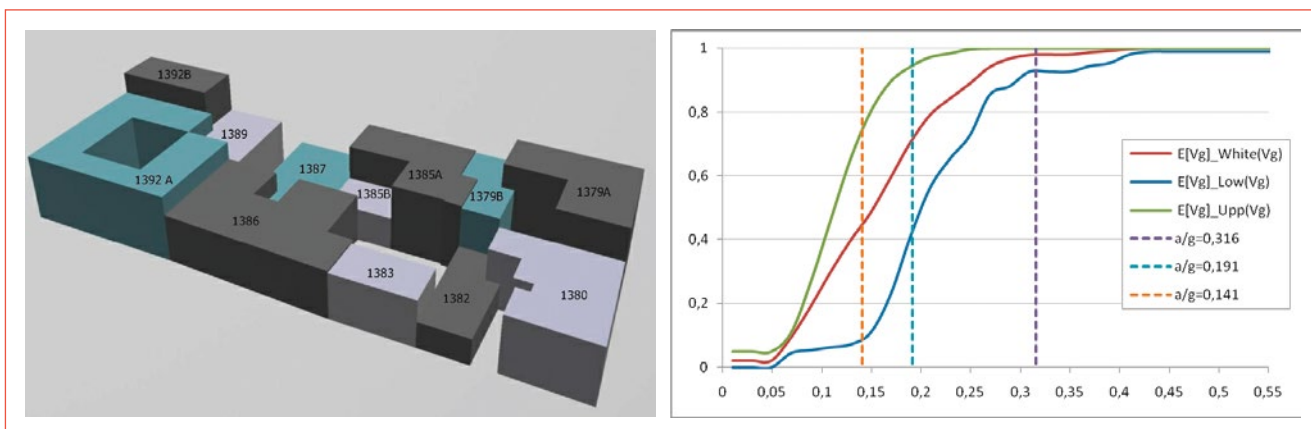 1392B
1389
1392 A
1387
1385B
1385A
1379B
1379A
1386
1383
1382
1380
1
0,8
0,6
0,4
0,2
0
0 0,05 0,1 0,15 0,2 0,25 0,3 0,35 0,4 0,45 0,5 0,55
E[Vg]_White(Vg)
E[Vg]_Low(Vg)
E[Vg]_Upp(Vg)
a/g=0,316
a/g=0,191
a/g=0,141